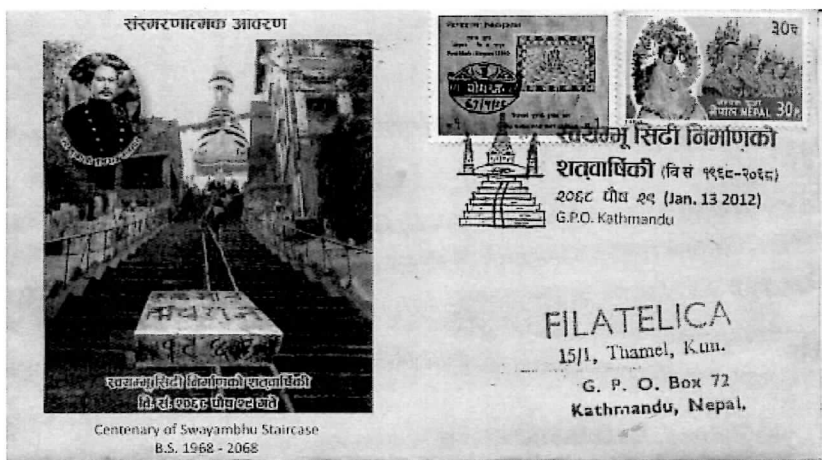 संस्मरणात्मक आवरण
३०रु
नेपाल NEPAL 30
स्वयम्भू सिटी निर्माणको
शतवार्षिकी (वि सं १९६८-२०६८)
२०६८ पौष २९ (Jan. 13 2012)
G.P.O. Kathmandu
FILATELICA
15/1, Thamel, Ktm.
G. P. O. Box 72
Kathmandu, Nepal.
स्वयम्भू सिटी निर्माणको शतवार्षिकी
वि. सं. २०६८ पौष २९ गते
Centenary of Swayambhu Staircase
B.S. 1968 - 2068